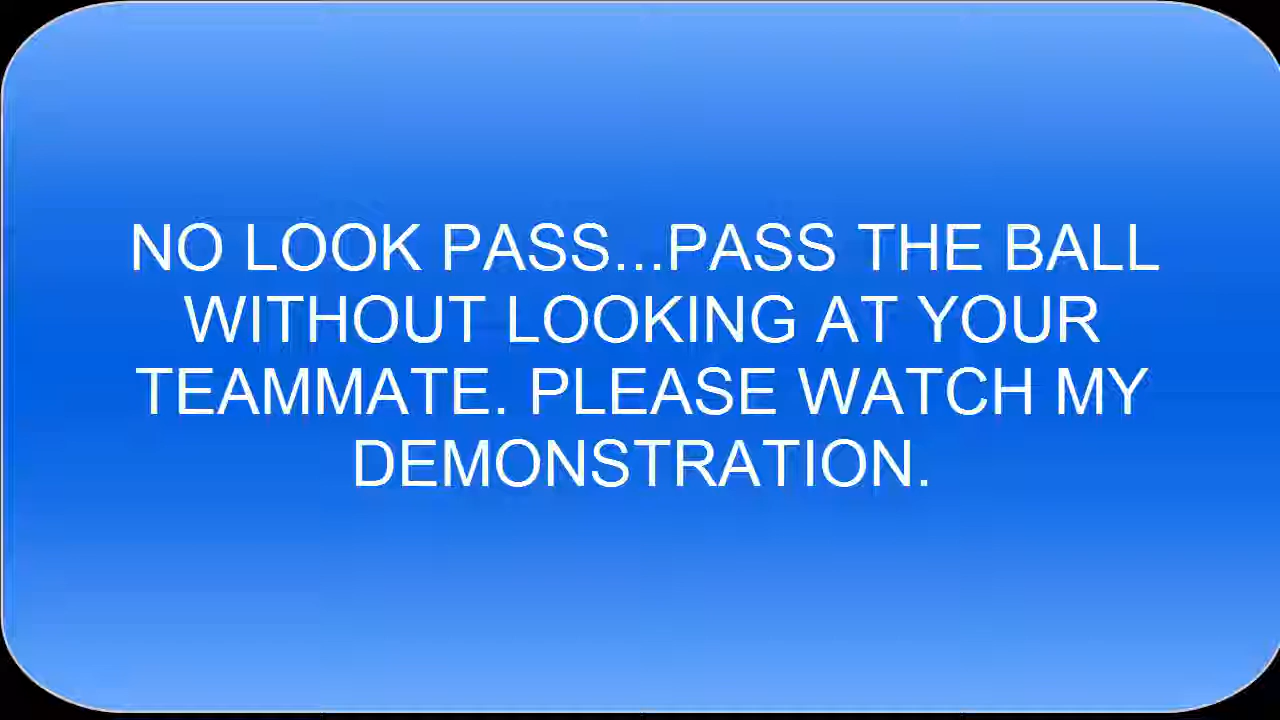 NO LOOK PASS...PASS THE BALL
WITHOUT LOOKING AT YOUR
TEAMMATE. PLEASE WATCH MY
DEMONSTRATION.